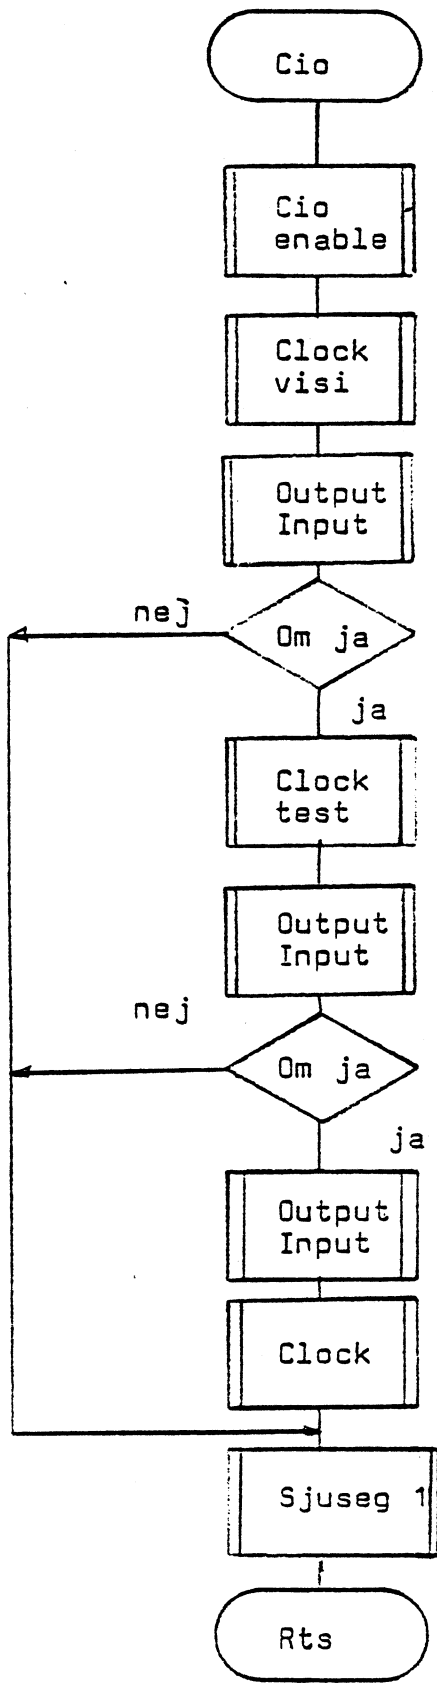 Cio
Cio
enable
Clock
visi
Output
Input
nej
Om ja
ja
Clock
test
Output
Input
nej
Om ja
ja
Output
Input
Clock
Sjuseg 1
Rts